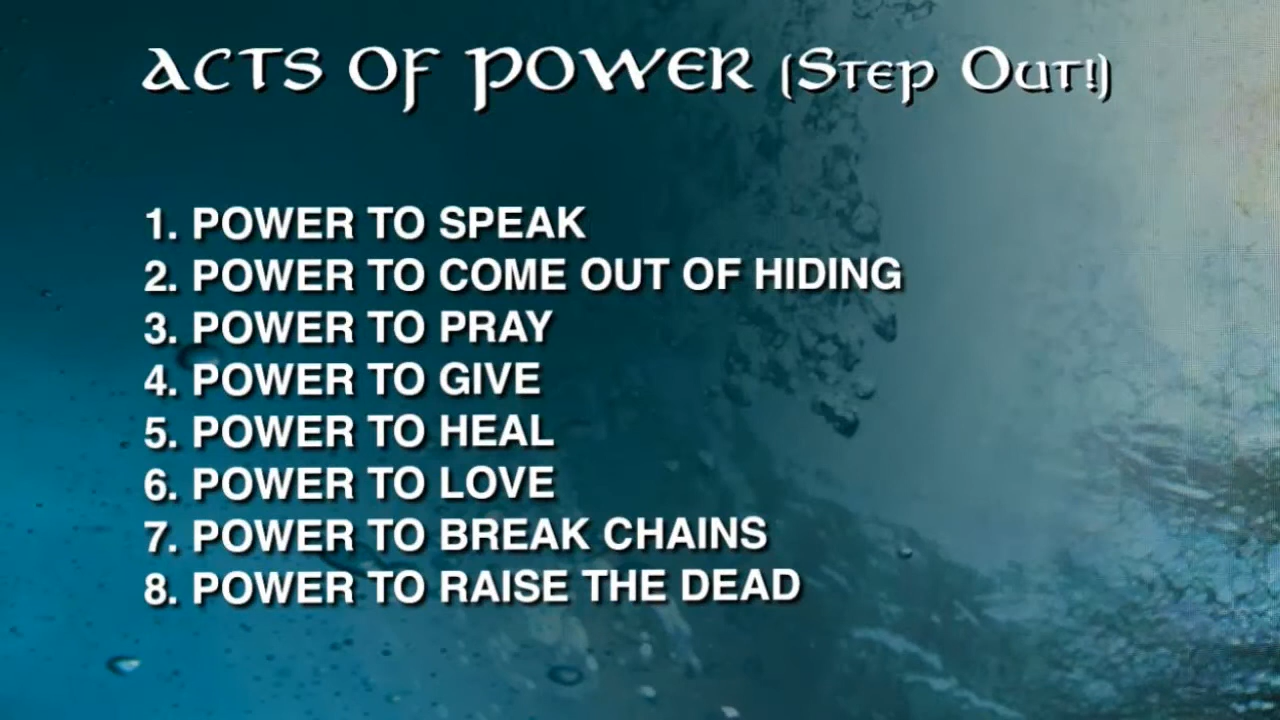 ACTS OF POWER (STEP OUT!)
1. POWER TO SPEAK
2. POWER TO COME OUT OF HIDING
3. POWER TO PRAY
4. POWER TO GIVE
5. POWER TO HEAL
6. POWER TO LOVE
7. POWER TO BREAK CHAINS
8. POWER TO RAISE THE DEAD